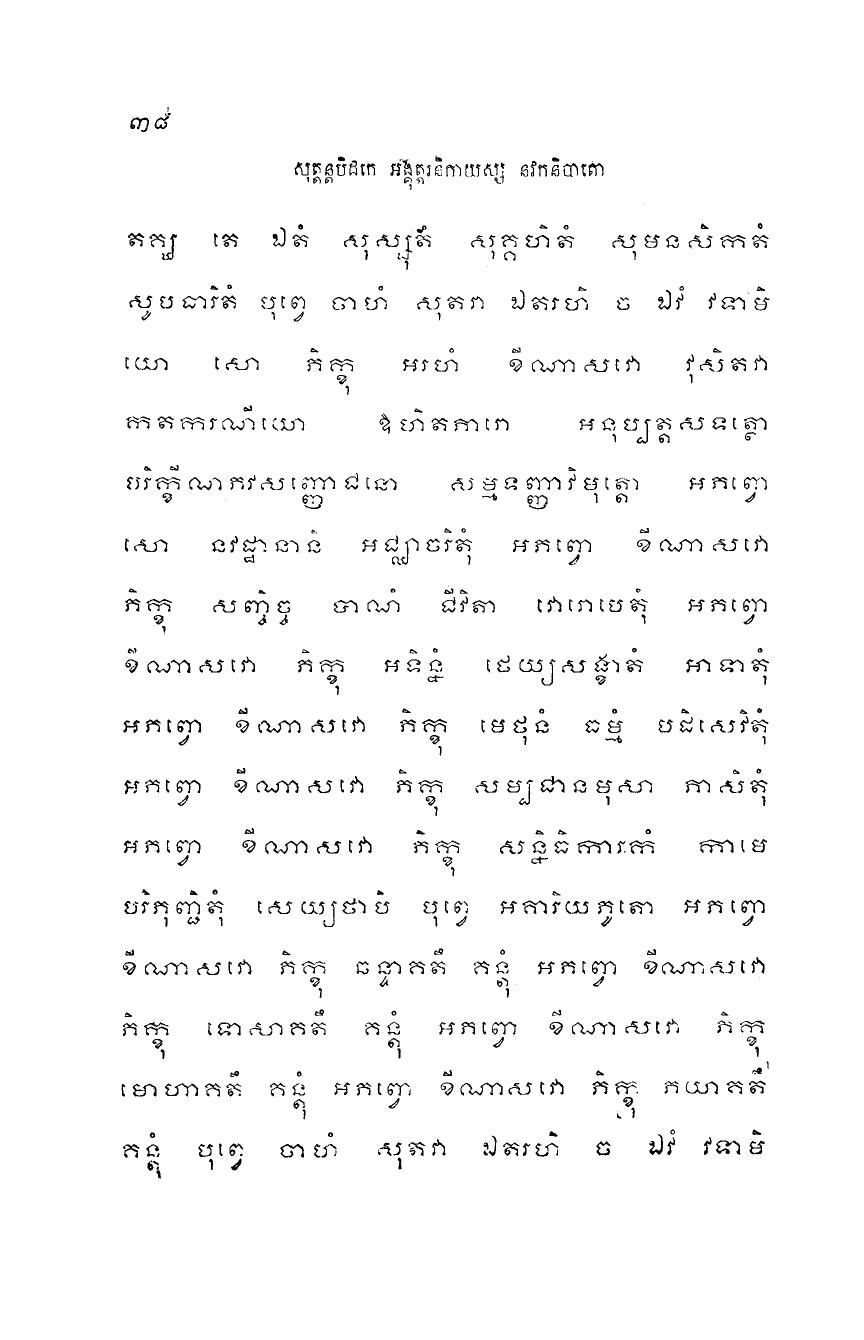 ៣៨
សុត្តន្តបិដកេ អង្គុត្តរនិកាយស្ស នវកនិបាតោ
តគ្ឃ តេ ឯតំ សុស្សុតំ សុគ្គហិតំ សុមនសិកតំ
សូបធារិតំ បុព្វេ ចាហំ សុតវា ឯតរហិ ច ឯវំ វទាមិ
យោ សោ ភិក្ខុ អរហំ ខីណាសវោ វុសិតវា
កតករណីយោ ឱហិតភារោ អនុប្បត្តសទត្ថោ
បរិក្ខីណភវសញ្ញោជនោ សម្មទញ្ញាវិមុត្តោ អភព្វោ
សោ នវដ្ឋានានិ អជ្ឈាចរិតុំ អភព្វោ ខីណាសវោ
ភិក្ខុ សញ្ចិច្ច បាណំ ជីវិតា វោរោបេតុំ អភព្វោ
ខីណាសវោ ភិក្ខុ អទិន្នំ ថេយ្យសង្ខាតំ អាទាតុំ
អភព្វោ ខីណាសវោ ភិក្ខុ មេថុនំ ធម្មំ បដិសេវិតុំ
អភព្វោ ខីណាសវោ ភិក្ខុ សម្បជានមុសា ភាសិតុំ
អភព្វោ ខីណាសវោ ភិក្ខុ សន្និធិការកំ កាមេ
បរិភុញ្ជិតុំ សេយ្យថាបិ បុព្វេ អគារិយភូតោ អភព្វោ
ខីណាសវោ ភិក្ខុ ឆន្ទាគតឹ គន្តុំ អភព្វោ ខីណាសវោ
ភិក្ខុ ទោសាគតឹ គន្តុំ អភព្វោ ខីណាសវោ ភិក្ខុ
មោហាគតឹ គន្តុំ អភព្វោ ខីណាសវោ ភិក្ខុ ភយាគតឹ
គន្តុំ បុព្វេ ចាហំ សុតវា ឯតរហិ ច ឯវំ វទាមិ